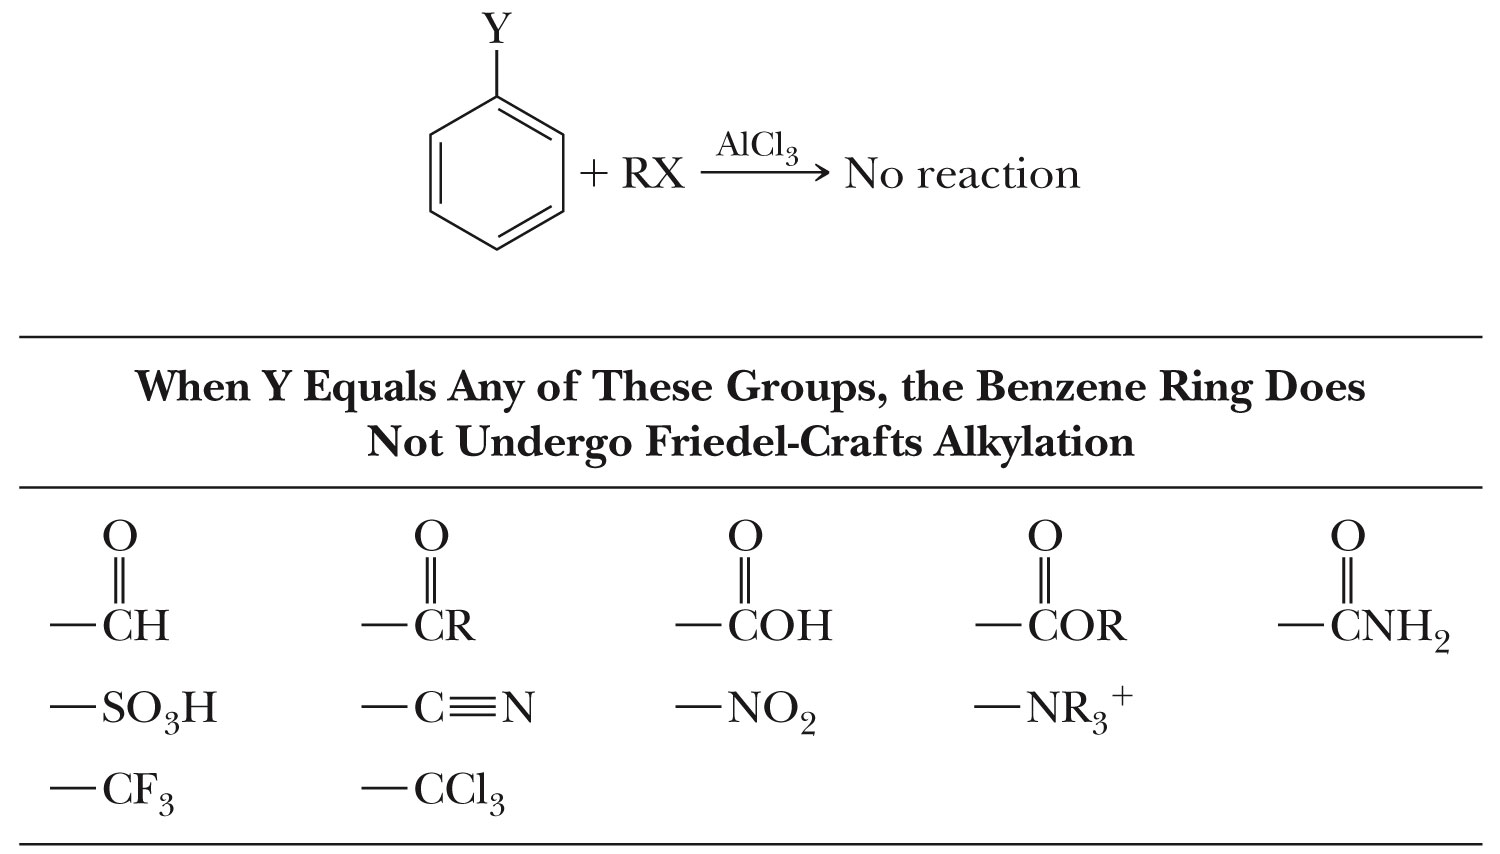 Y
+ RX AlCl₃ → No reaction
When Y Equals Any of These Groups, the Benzene Ring Does
Not Undergo Friedel-Crafts Alkylation
O O O O O
—CH —CR —COH —COR —CNH₂
—SO₃H —C≡N —NO₂ —NR₃⁺
—CF₃ —CCl₃